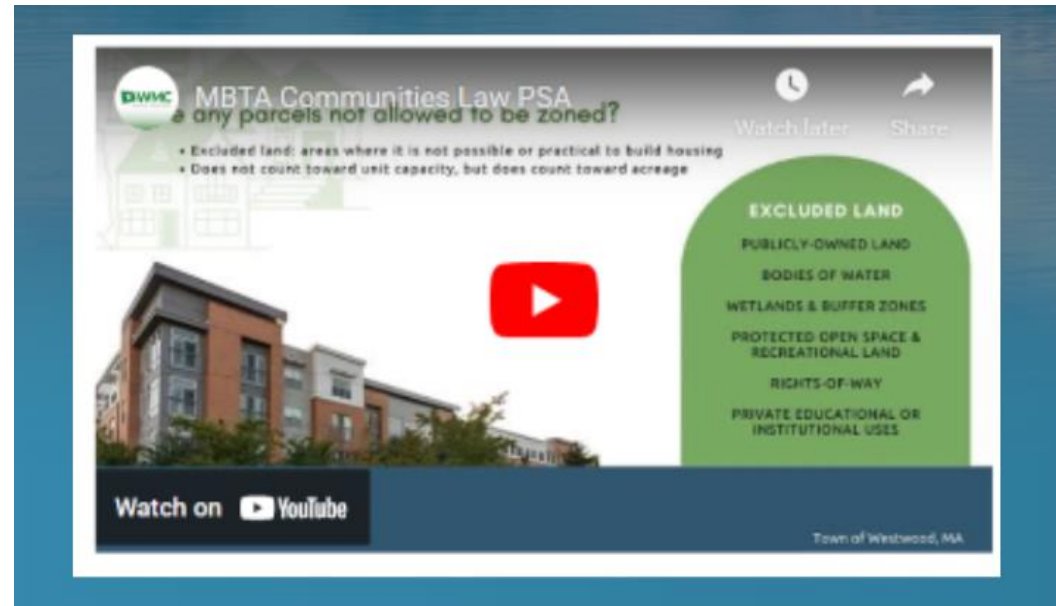 DWMC
MBTA Communities Law PSA
Watch later
Share
e any parcels not allowed to be zoned?
• Excluded land: areas where it is not possible or practical to build housing
• Does not count toward unit capacity, but does count toward acreage
EXCLUDED LAND
PUBLICLY-OWNED LAND
BODIES OF WATER
WETLANDS & BUFFER ZONES
PROTECTED OPEN SPACE &
RECREATIONAL LAND
RIGHTS-OF-WAY
PRIVATE EDUCATIONAL OR
INSTITUTIONAL USES
Watch on YouTube
Town of Westwood, MA